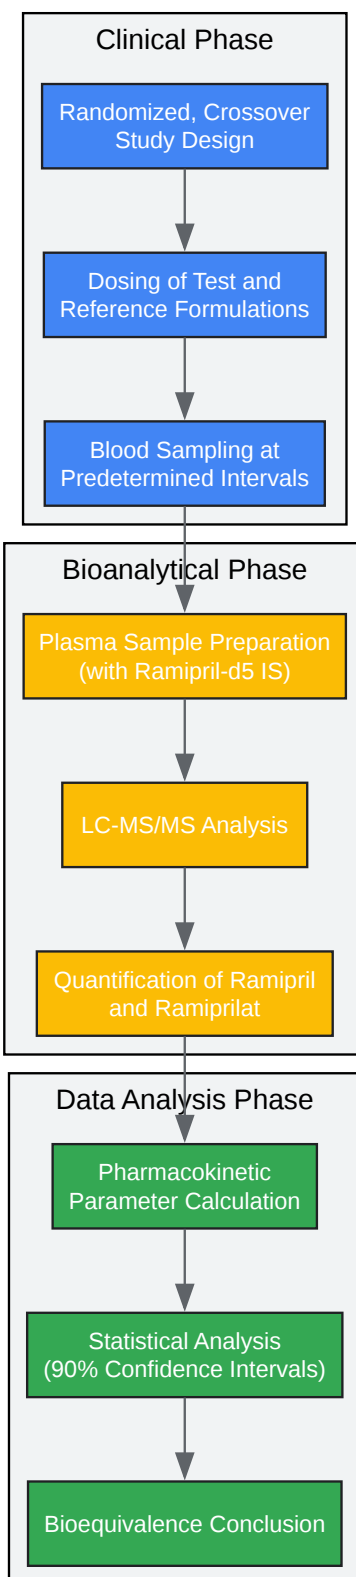 Clinical Phase
Randomized, Crossover
Study Design
Dosing of Test and
Reference Formulations
Blood Sampling at
Predetermined Intervals
Bioanalytical Phase
Plasma Sample Preparation
(with Ramipril-d5 IS)
LC-MS/MS Analysis
Quantification of Ramipril
and Ramiprilat
Data Analysis Phase
Pharmacokinetic
Parameter Calculation
Statistical Analysis
(90% Confidence Intervals)
Bioequivalence Conclusion